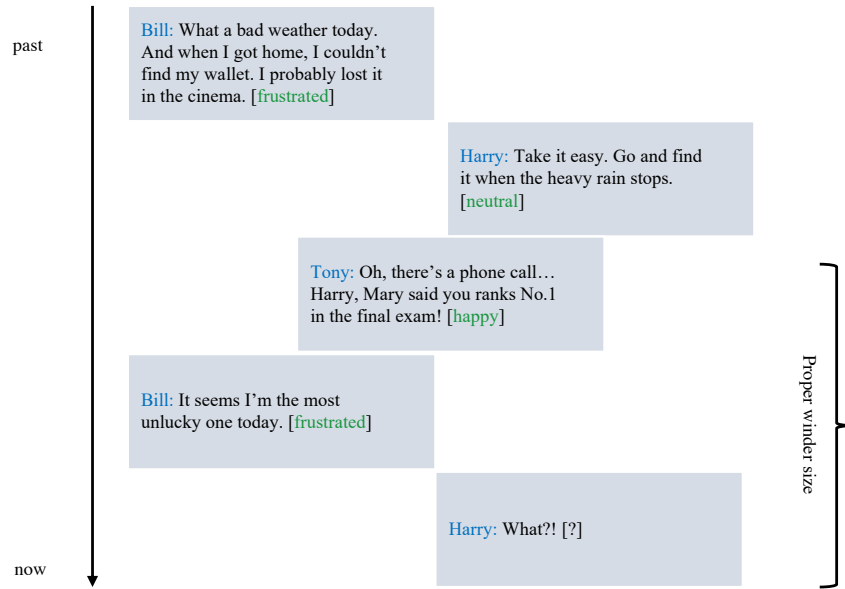 past
Bill: What a bad weather today.
And when I got home, I couldn't
find my wallet. I probably lost it
in the cinema. [frustrated]
Harry: Take it easy. Go and find
it when the heavy rain stops.
[neutral]
Tony: Oh, there's a phone call…
Harry, Mary said you ranks No.1
in the final exam! [happy]
Bill: It seems I'm the most
unlucky one today. [frustrated]
Proper winder size
Harry: What?! [?]
now